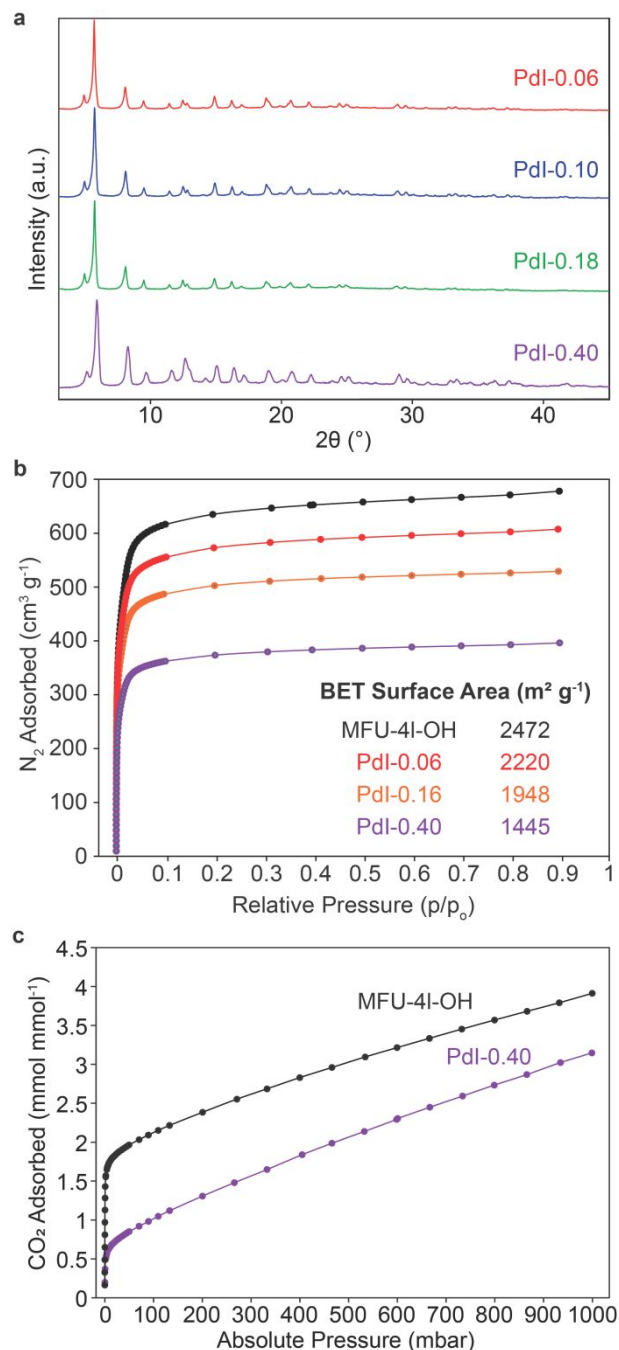 a
PdI-0.06
PdI-0.10
PdI-0.18
PdI-0.40
Intensity (a.u.)
10 20 30 40
2θ (°)
b
700
600
500
400
300
200
100
0
N₂ Adsorbed (cm³ g⁻¹)
BET Surface Area (m² g⁻¹)
MFU-4l-OH 2472
PdI-0.06 2220
PdI-0.16 1948
PdI-0.40 1445
0 0.1 0.2 0.3 0.4 0.5 0.6 0.7 0.8 0.9 1
Relative Pressure (p/pₒ)
c
4.5
4
3.5
3
2.5
2
1.5
1
0.5
0
CO₂ Adsorbed (mmol mmol⁻¹)
MFU-4l-OH
PdI-0.40
0 100 200 300 400 500 600 700 800 900 1000
Absolute Pressure (mbar)